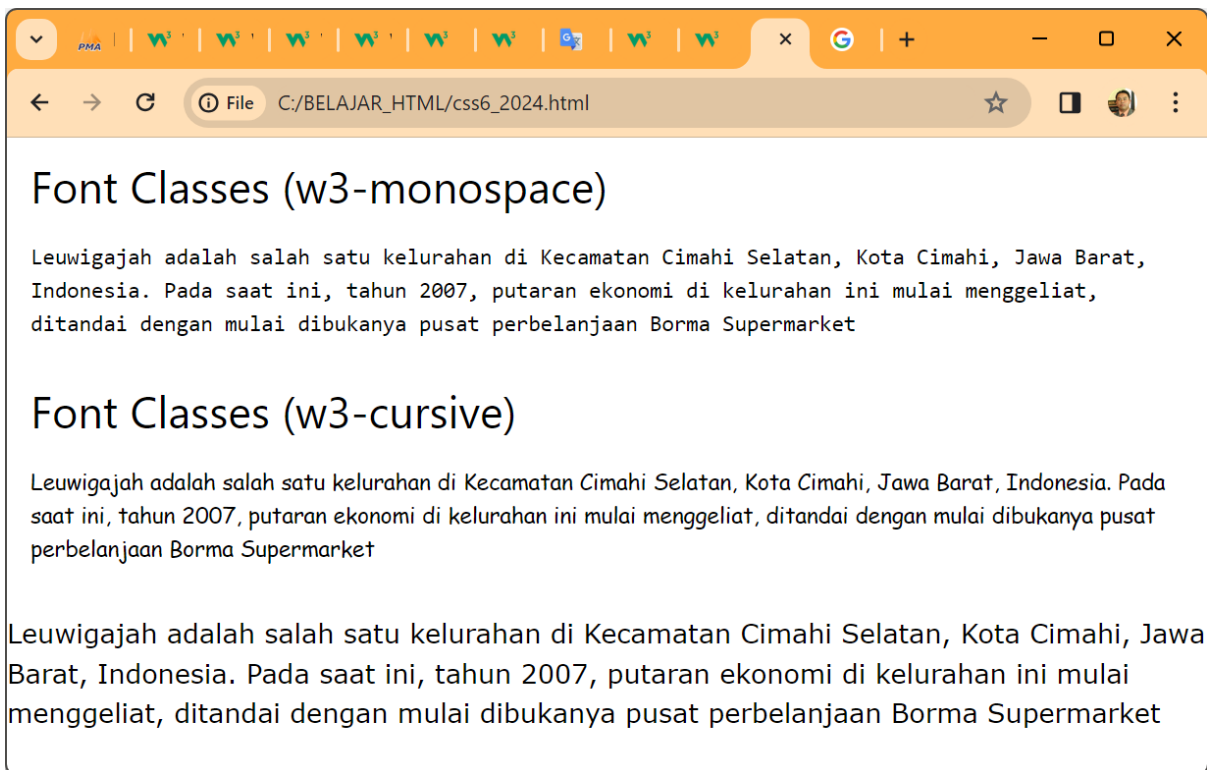 PMA
File C:/BELAJAR_HTML/css6_2024.html
Font Classes (w3-monospace)
Leuwigajah adalah salah satu kelurahan di Kecamatan Cimahi Selatan, Kota Cimahi, Jawa Barat,
Indonesia. Pada saat ini, tahun 2007, putaran ekonomi di kelurahan ini mulai menggeliat,
ditandai dengan mulai dibukanya pusat perbelanjaan Borma Supermarket
Font Classes (w3-cursive)
Leuwigajah adalah salah satu kelurahan di Kecamatan Cimahi Selatan, Kota Cimahi, Jawa Barat, Indonesia. Pada
saat ini, tahun 2007, putaran ekonomi di kelurahan ini mulai menggeliat, ditandai dengan mulai dibukanya pusat
perbelanjaan Borma Supermarket
Leuwigajah adalah salah satu kelurahan di Kecamatan Cimahi Selatan, Kota Cimahi, Jawa
Barat, Indonesia. Pada saat ini, tahun 2007, putaran ekonomi di kelurahan ini mulai
menggeliat, ditandai dengan mulai dibukanya pusat perbelanjaan Borma Supermarket